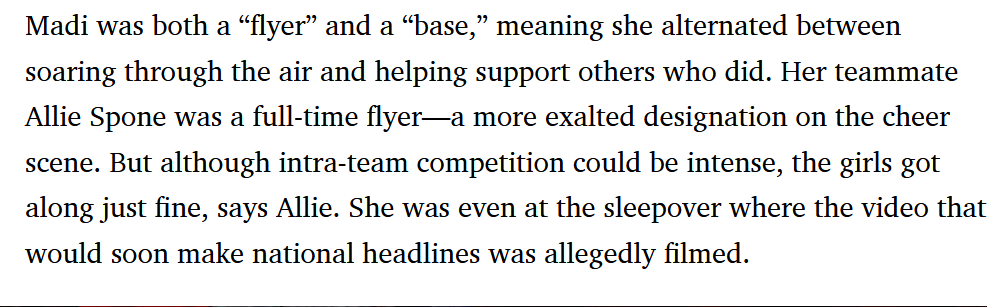 Madi was both a “flyer” and a “base,” meaning she alternated between
soaring through the air and helping support others who did. Her teammate
Allie Spone was a full-time flyer—a more exalted designation on the cheer
scene. But although intra-team competition could be intense, the girls got
along just fine, says Allie. She was even at the sleepover where the video that
would soon make national headlines was allegedly filmed.